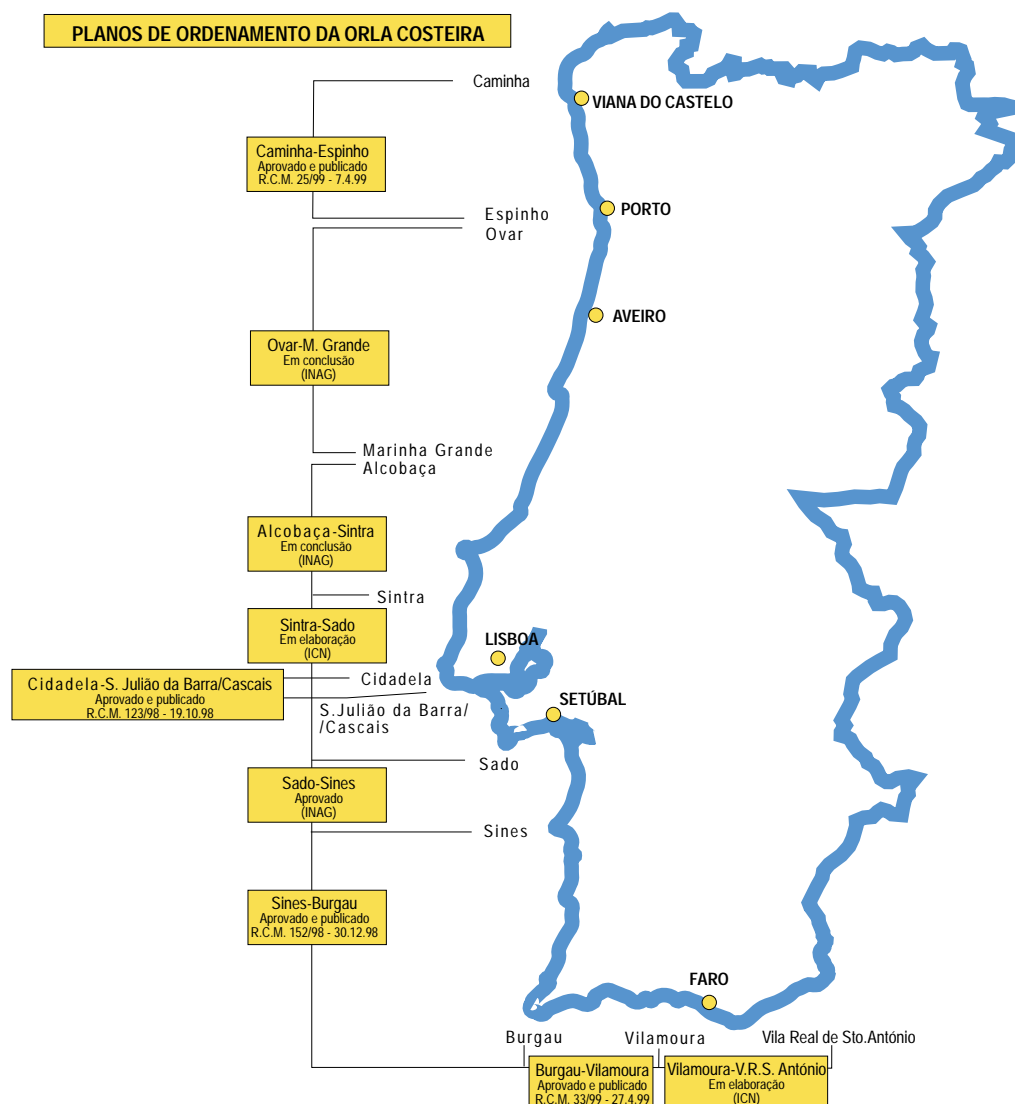 PLANOS DE ORDENAMENTO DA ORLA COSTEIRA
Caminha
VIANA DO CASTELO
Caminha-Espinho
Aprovado e publicado
R.C.M. 25/99 - 7.4.99
PORTO
Espinho
Ovar
AVEIRO
Ovar-M. Grande
Em conclusão
(INAG)
Marinha Grande
Alcobaça
Alcobaça-Sintra
Em conclusão
(INAG)
Sintra
Sintra-Sado
Em elaboração
(ICN)
LISBOA
Cidadela-S. Julião da Barra/Cascais
Aprovado e publicado
R.C.M. 123/98 - 19.10.98
Cidadela
S.Julião da Barra/
/Cascais
SETÚBAL
Sado
Sado-Sines
Aprovado
(INAG)
Sines
Sines-Burgau
Aprovado e publicado
R.C.M. 152/98 - 30.12.98
FARO
Burgau
Vilamoura
Vila Real de Sto.António
Burgau-Vilamoura
Aprovado e publicado
R.C.M. 33/99 - 27.4.99
Vilamoura-V.R.S. António
Em elaboração
(ICN)